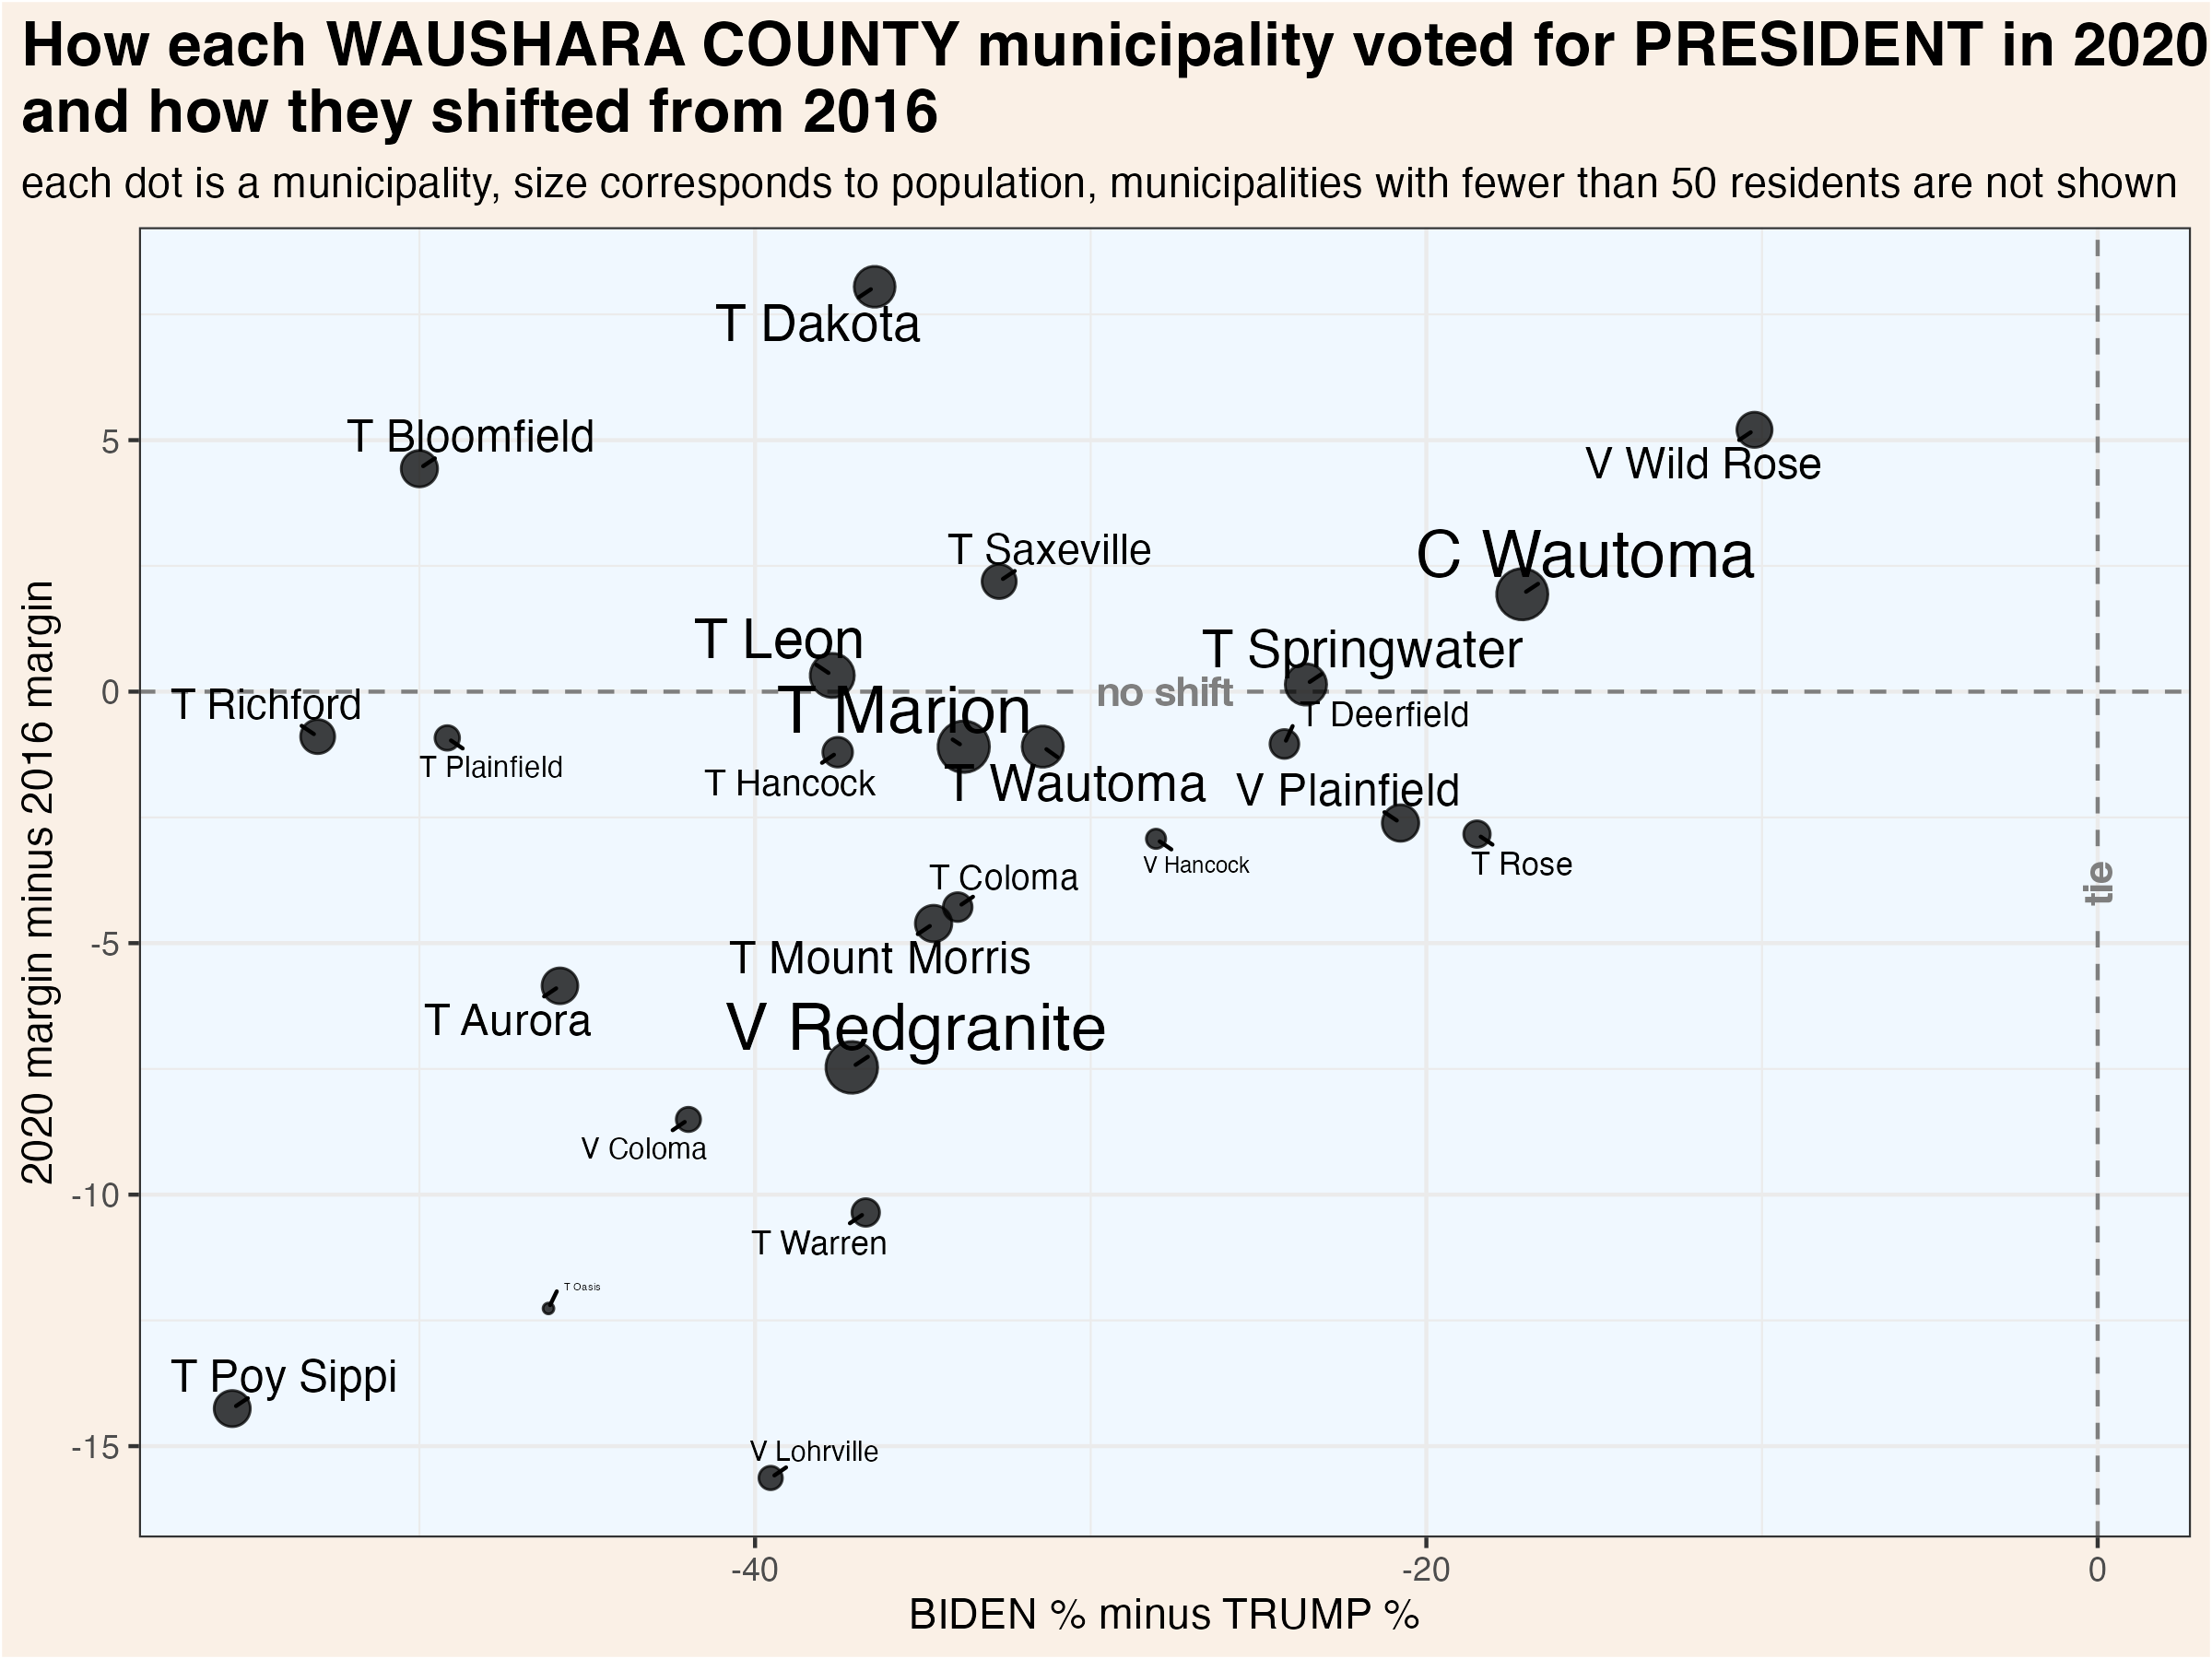 How each WAUSHARA COUNTY municipality voted for PRESIDENT in 2020
and how they shifted from 2016
each dot is a municipality, size corresponds to population, municipalities with fewer than 50 residents are not shown
T Dakota
T Bloomfield
5
V Wild Rose
T Saxeville
C Wautoma
T Leon
T Springwater
0
no shift
T Richford
T Marion
T Deerfield
T Plainfield
T Hancock
T Wautoma
V Plainfield
V Hancock
T Rose
T Coloma
tie
-5
T Mount Morris
T Aurora
V Redgranite
V Coloma
-10
T Warren
T Oasis
T Poy Sippi
-15
V Lohrville
2020 margin minus 2016 margin
-40
-20
0
BIDEN % minus TRUMP %